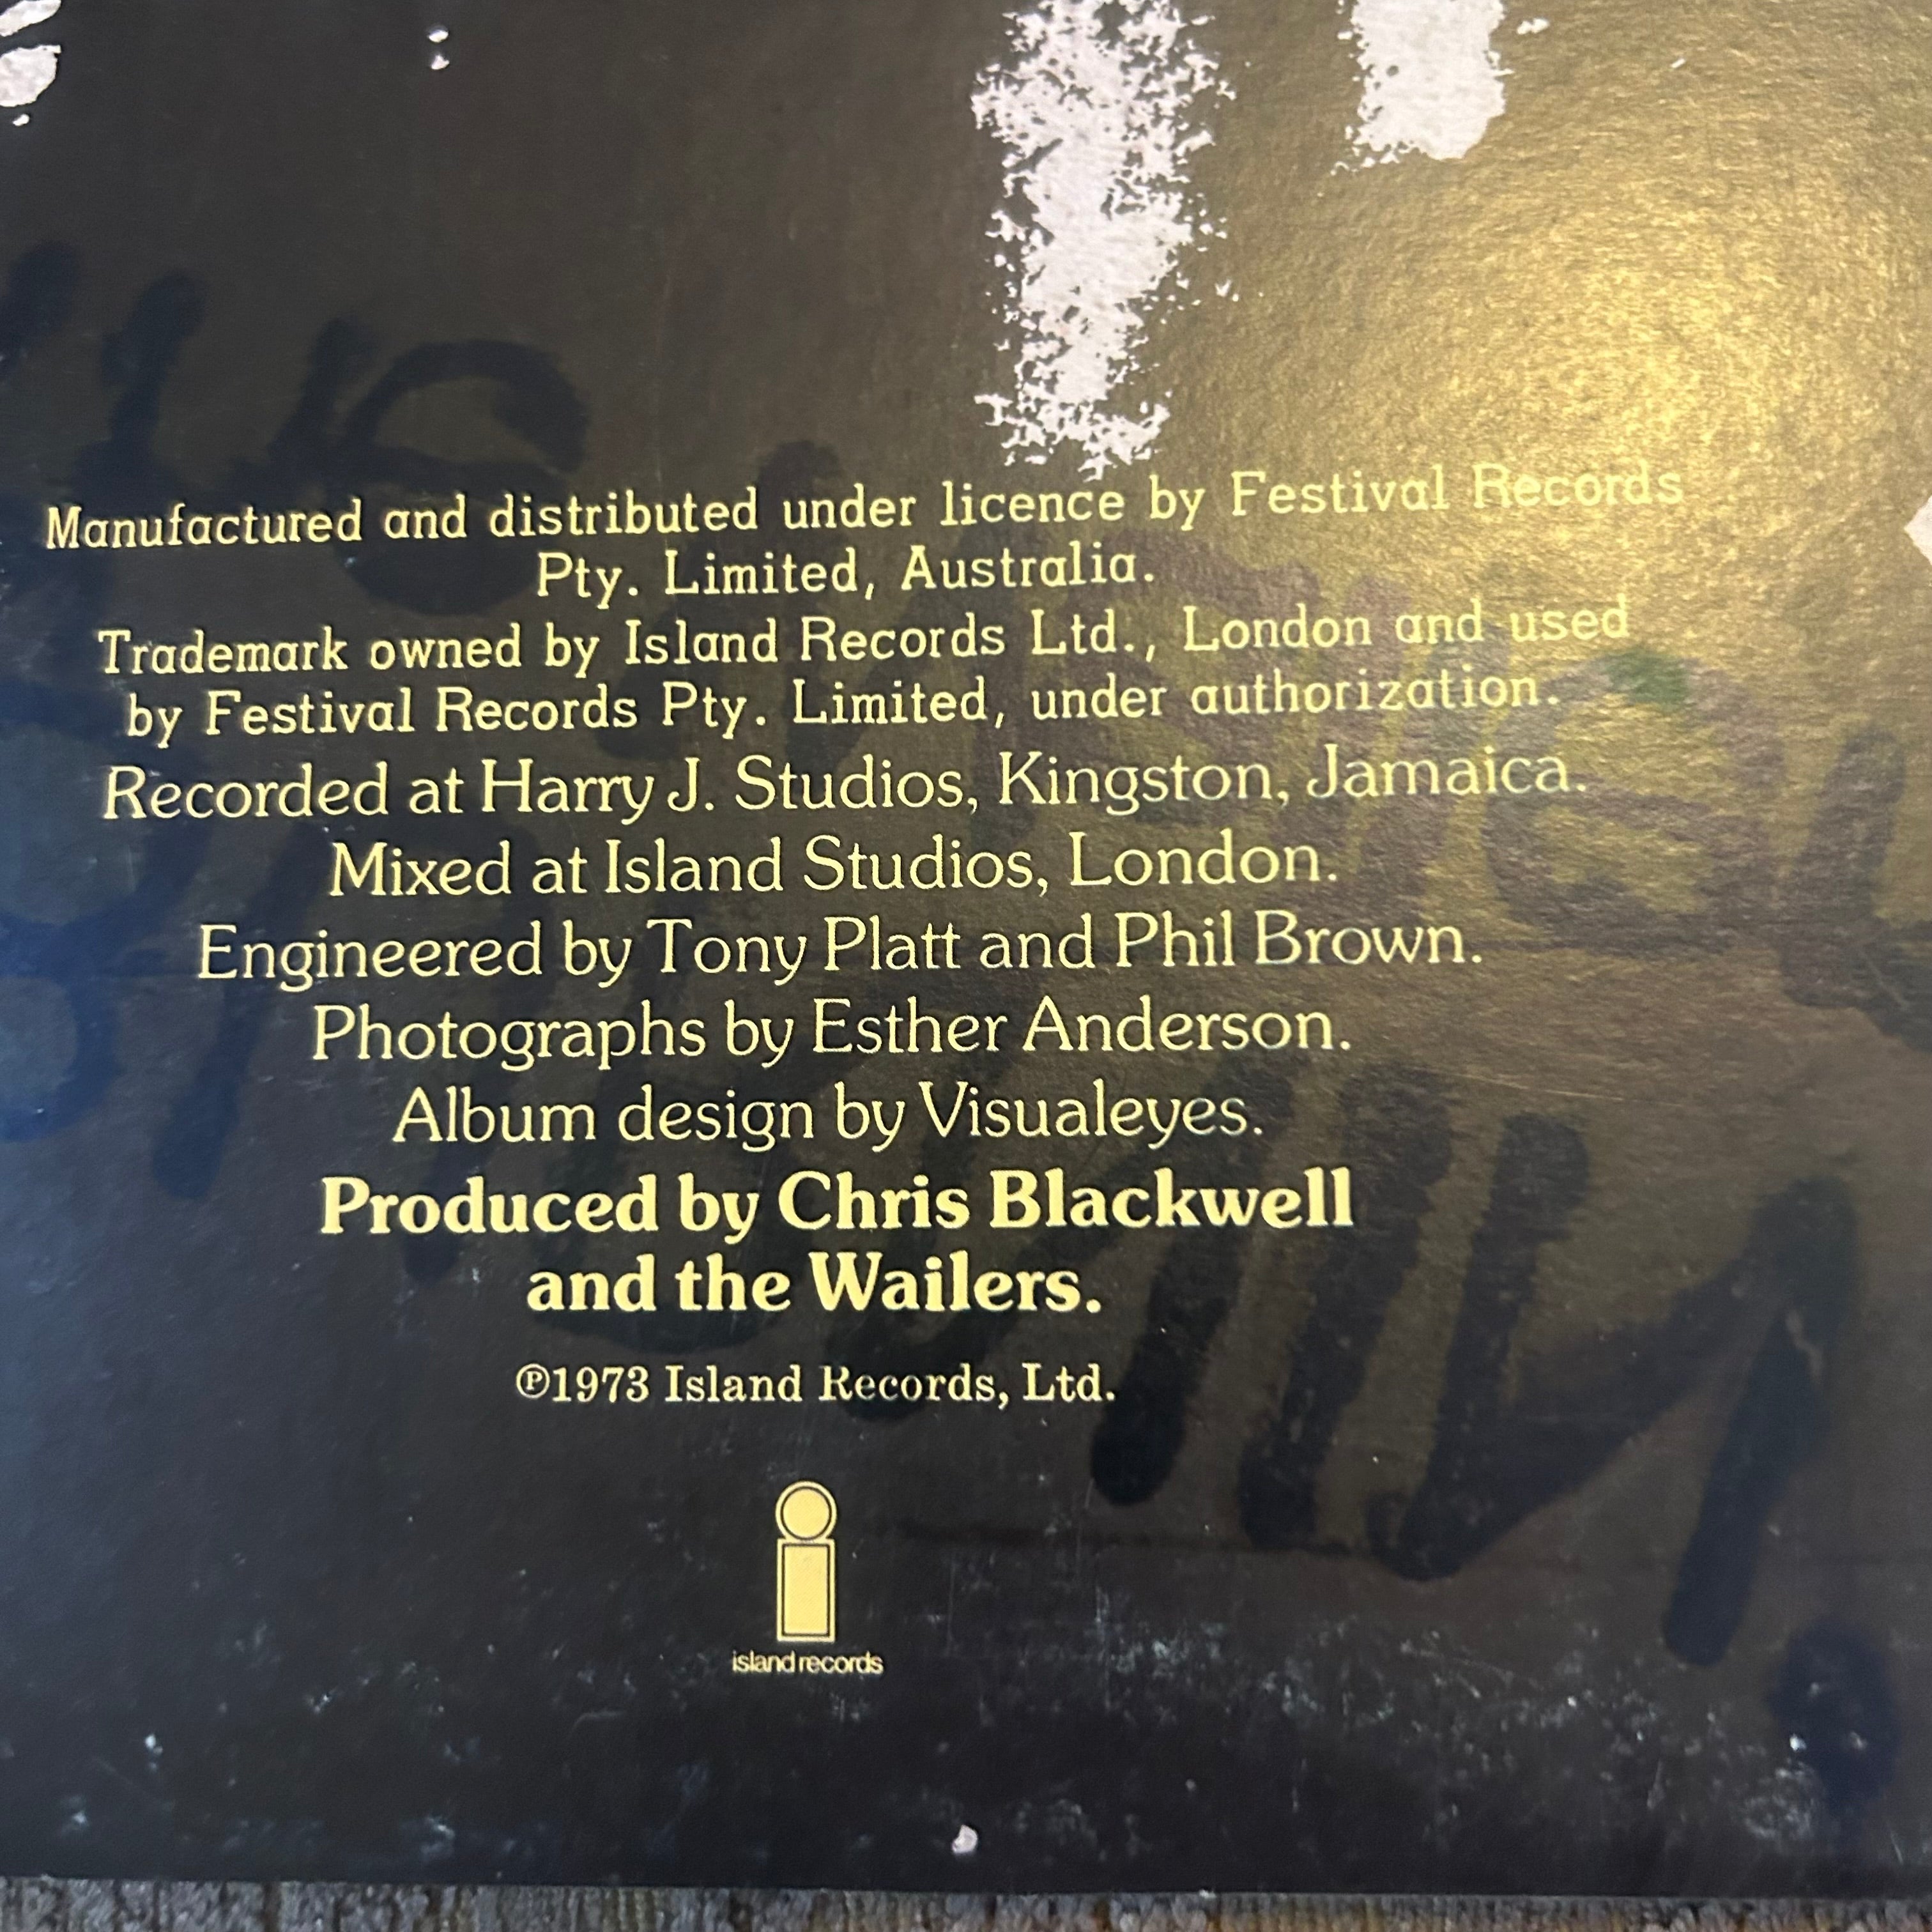 Manufactured and distributed under licence by Festival Records
Pty. Limited, Australia.
Trademark owned by Island Records Ltd., London and used
by Festival Records Pty. Limited, under authorization.
Recorded at Harry J. Studios, Kingston, Jamaica.
Mixed at Island Studios, London.
Engineered by Tony Platt and Phil Brown.
Photographs by Esther Anderson.
Album design by Visualeyes.
Produced by Chris Blackwell
and the Wailers.
℗1973 Island Records, Ltd.
island records